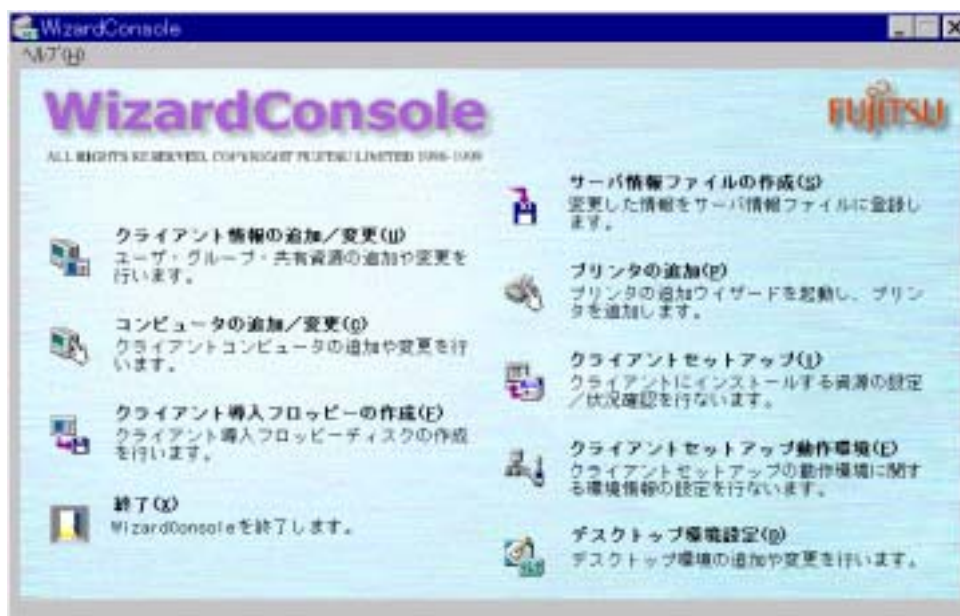 WizardConsole
ヘルプ(H)
WizardConsole
FUJITSU
ALL RIGHTS RESERVED, COPYRIGHT FUJITSU LIMITED 1996-1999
クライアント情報の追加／変更(U)
ユーザ・グループ・共有資源の追加や変更を
行います。
コンピュータの追加／変更(O)
クライアントコンピュータの追加や変更を行
います。
クライアント導入フロッピーの作成(F)
クライアント導入フロッピーディスクの作成
を行います。
終了(X)
WizardConsoleを終了します。
サーバ情報ファイルの作成(S)
変更した情報をサーバ情報ファイルに登録し
ます。
プリンタの追加(P)
プリンタの追加ウィザードを起動し、プリン
タを追加します。
クライアントセットアップ(I)
クライアントにインストールする資源の設定
／状況確認を行ないます。
クライアントセットアップ動作環境(E)
クライアントセットアップの動作環境に関す
る環境情報の設定を行ないます。
デスクトップ環境設定(D)
デスクトップ環境の追加や変更を行います。